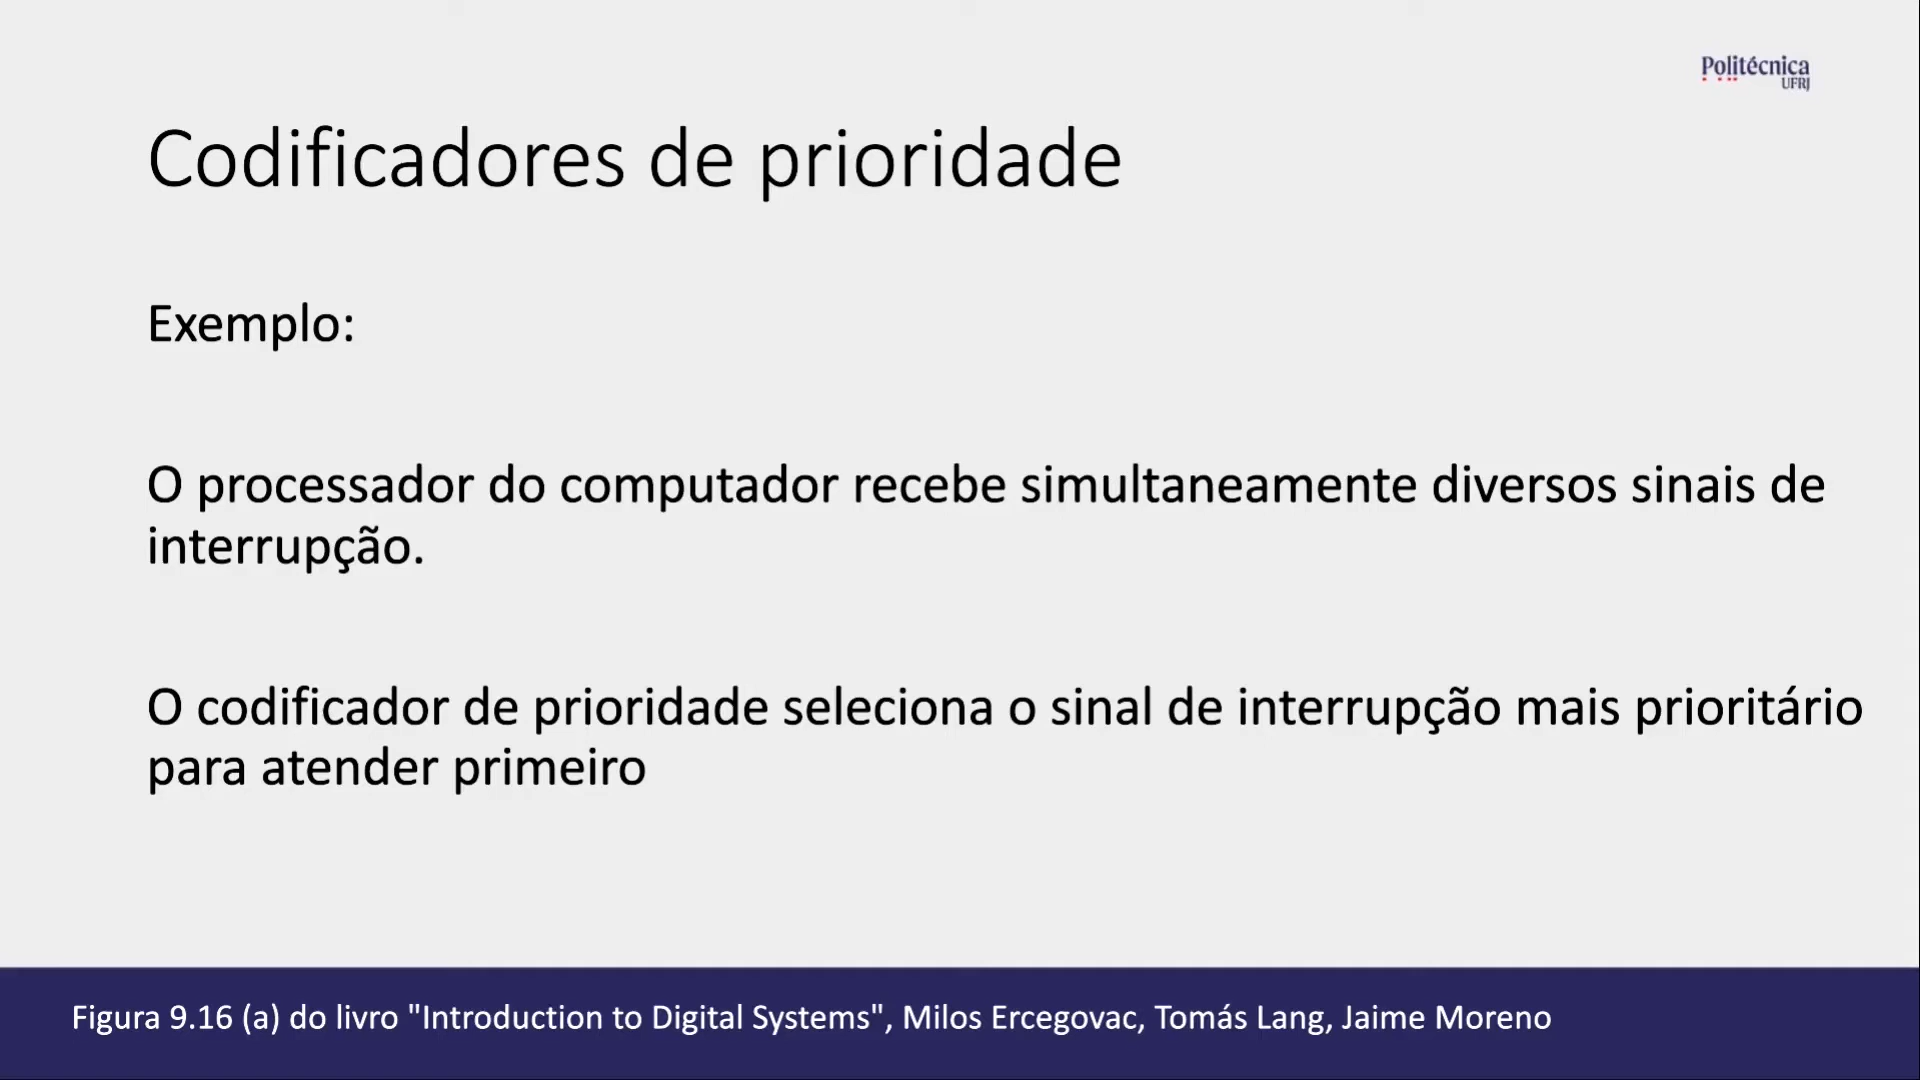 Politécnica
UFRJ
Codificadores de prioridade
Exemplo:
O processador do computador recebe simultaneamente diversos sinais de
interrupção.
O codificador de prioridade seleciona o sinal de interrupção mais prioritário
para atender primeiro
Figura 9.16 (a) do livro "Introduction to Digital Systems", Milos Ercegovac, Tomás Lang, Jaime Moreno